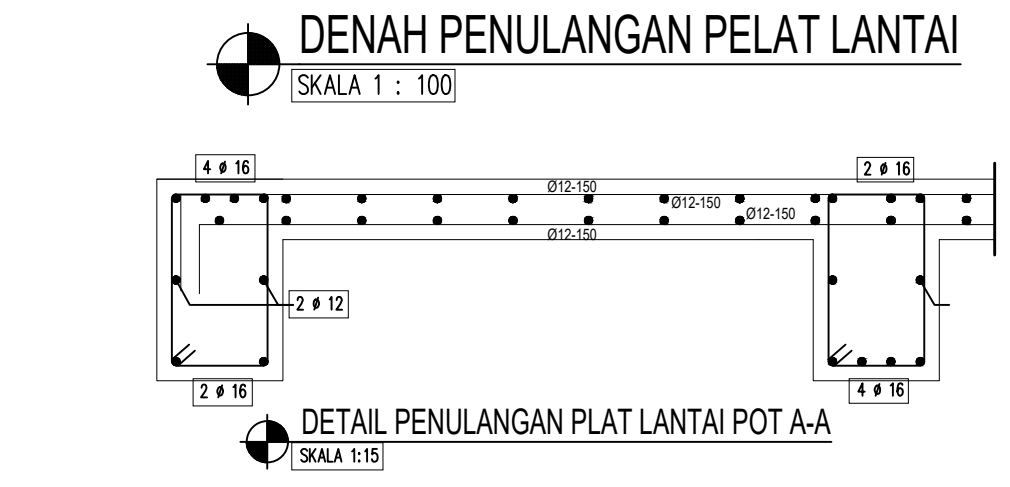 DENAH PENULANGAN PELAT LANTAI
SKALA 1 : 100
4 ø 16
2 ø 16
Ø12-150
Ø12-150
Ø12-150
Ø12-150
2 ø 12
2 ø 16
4 ø 16
DETAIL PENULANGAN PLAT LANTAI POT A-A
SKALA 1:15